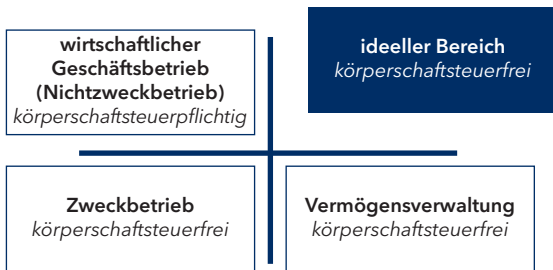 wirtschaftlicher
Geschäftsbetrieb
(Nichtzweckbetrieb)
körperschaftsteuerpflichtig
ideeller Bereich
körperschaftsteuerfrei
Zweckbetrieb
körperschaftsteuerfrei
Vermögensverwaltung
körperschaftsteuerfrei